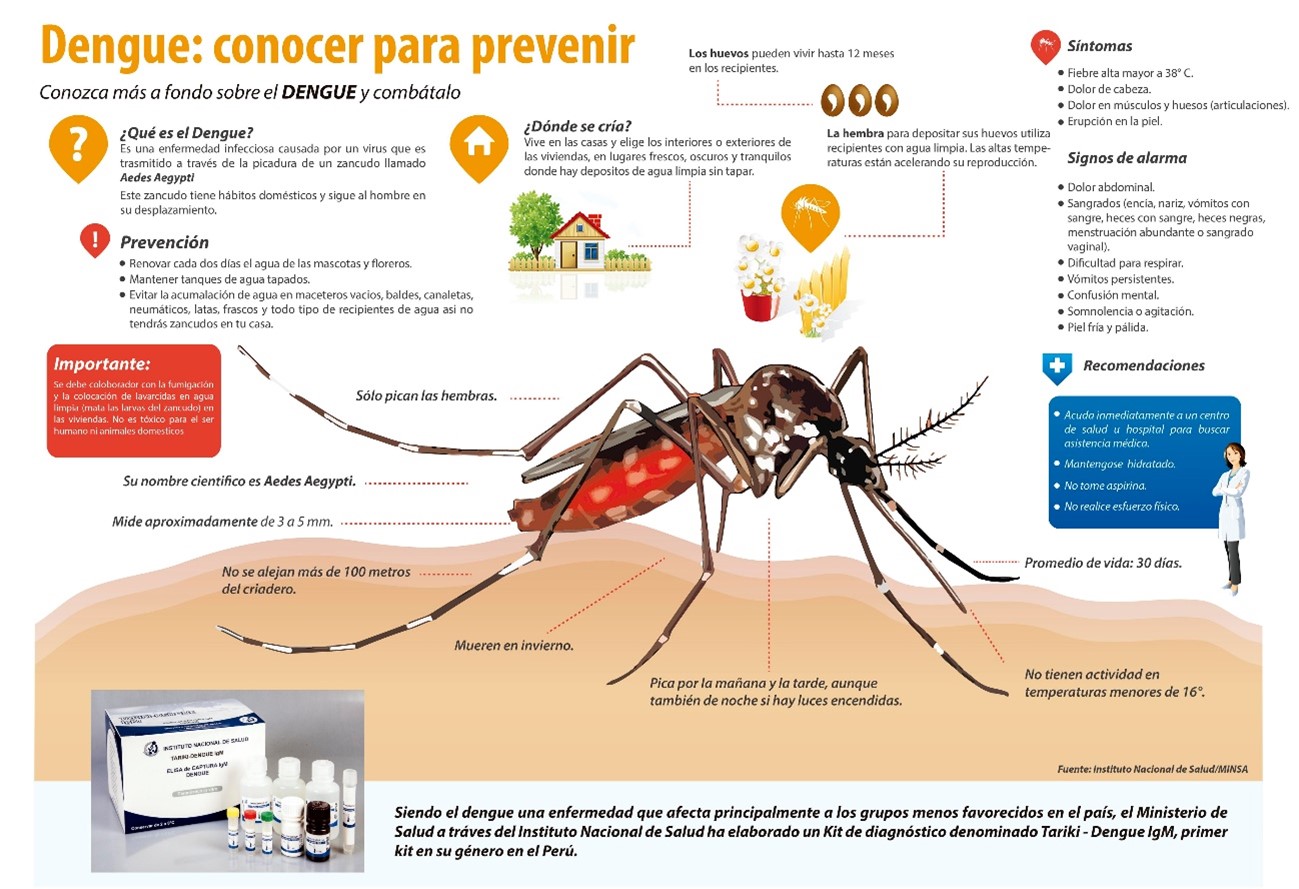 Dengue: conocer para prevenir
Conozca más a fondo sobre el DENGUE y combátalo
?
¿Qué es el Dengue?
Es una enfermedad infecciosa causada por un virus que es
trasmitido a través de la picadura de un zancudo llamado
Aedes Aegypti
Este zancudo tiene hábitos domésticos y sigue al hombre en
su desplazamiento.
!
Prevención
• Renovar cada dos días el agua de las mascotas y floreros.
• Mantener tanques de agua tapados.
• Evitar la acumalación de agua en maceteros vacios, baldes, canaletas,
neumáticos, latas, frascos y todo tipo de recipientes de agua asi no
tendrás zancudos en tu casa.
Importante:
Se debe coloborador con la fumigación
y la colocación de lavarcidas en agua
limpia (mata las larvas del zancudo) en
las viviendas. No es tóxico para el ser
humano ni animales domesticos
¿Dónde se cría?
Vive en las casas y elige los interiores o exteriores de
las viviendas, en lugares frescos, oscuros y tranquilos
donde hay depositos de agua limpia sin tapar.
Los huevos pueden vivir hasta 12 meses
en los recipientes.
La hembra para depositar sus huevos utiliza
recipientes con agua limpia. Las altas tempe-
raturas están acelerando su reproducción.
Síntomas
• Fiebre alta mayor a 38° C.
• Dolor de cabeza.
• Dolor en músculos y huesos (articulaciones).
• Erupción en la piel.
Signos de alarma
• Dolor abdominal.
• Sangrados (encía, nariz, vómitos con
sangre, heces con sangre, heces negras,
menstruación abundante o sangrado
vaginal).
• Dificultad para respirar.
• Vómitos persistentes.
• Confusión mental.
• Somnolencia o agitación.
• Piel fría y pálida.
Recomendaciones
• Acuda inmediatamente a un centro
de salud u hospital para buscar
asistencia médica.
• Mantengase hidratado.
• No tome aspirina.
• No realice esfuerzo físico.
Sólo pican las hembras.
Su nombre científico es Aedes Aegypti.
Mide aproximadamente de 3 a 5 mm.
No se alejan más de 100 metros
del criadero.
Mueren en invierno.
Pica por la mañana y la tarde, aunque
también de noche si hay luces encendidas.
Promedio de vida: 30 días.
No tienen actividad en
temperaturas menores de 16°.
Fuente: Instituto Nacional de Salud/MiNSA
INSTITUTO NACIONAL DE SALUD
TARIKI-DENGUE IgM
ELISA de CAPTURA IgM
DENGUE
Siendo el dengue una enfermedad que afecta principalmente a los grupos menos favorecidos en el país, el Ministerio de
Salud a tráves del Instituto Nacional de Salud ha elaborado un Kit de diagnóstico denominado Tariki - Dengue IgM, primer
kit en su género en el Perú.